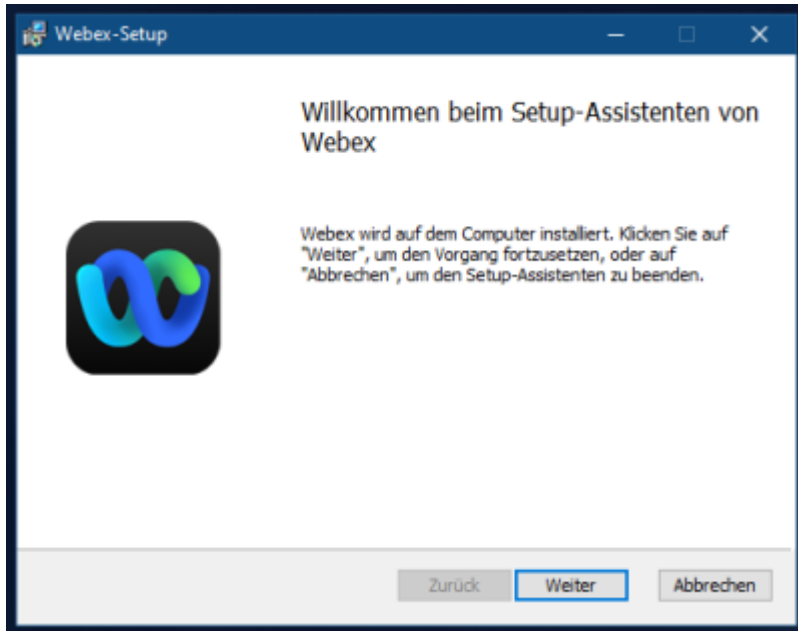 Webex-Setup
Willkommen beim Setup-Assistenten von
Webex
Webex wird auf dem Computer installiert. Klicken Sie auf
"Weiter", um den Vorgang fortzusetzen, oder auf
"Abbrechen", um den Setup-Assistenten zu beenden.
Zurück Weiter Abbrechen